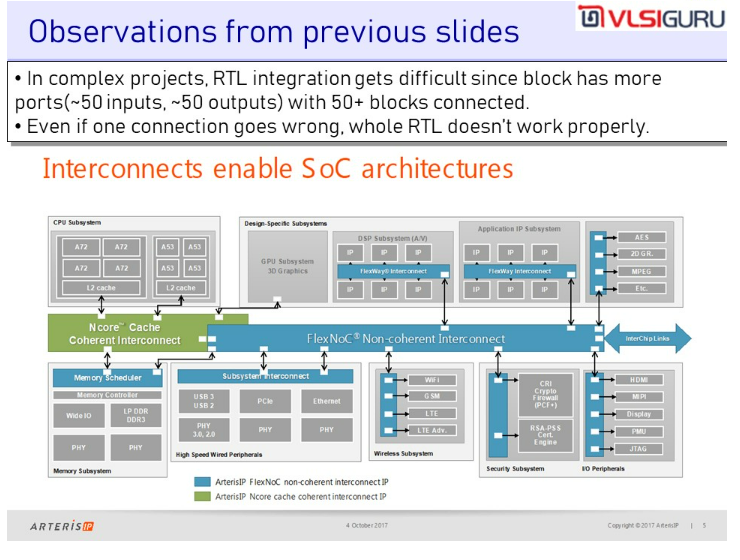 Observations from previous slides
VLSIGURU
• In complex projects, RTL integration gets difficult since block has more
ports(~50 inputs, ~50 outputs) with 50+ blocks connected.
• Even if one connection goes wrong, whole RTL doesn't work properly.
Interconnects enable SoC architectures
CPU Subsystem
A72 A72 A53 A53
A72 A72 A53 A53
L2 cache L2 cache
Design-Specific Subsystems
GPU Subsystem
3D Graphics
DSP Subsystem (A/V)
IP IP IP
FlexWay® Interconnect
IP IP IP
Application IP Subsystem
IP IP IP
FlexWay Interconnect
IP IP IP
AES
2D GR.
MPEG
Etc.
Ncore™ Cache
Coherent Interconnect
FlexNoC® Non-coherent Interconnect
InterChip Links
Memory Scheduler
Memory Controller
Wide IO
LP DDR
DDR3
PHY PHY
Memory Subsystem
Subsystem Interconnect
USB 3
USB 2
PCIe
Ethernet
PHY
3.0, 2.0
PHY
PHY
High Speed Wired Peripherals
WiFi
GSM
LTE
LTE Adv.
Wireless Subsystem
CRI
Crypto
Firewall
(PCF+)
RSA-PSS
Cert.
Engine
Security Subsystem
HDMI
MIPI
Display
PMU
JTAG
I/O Peripherals
ArterisIP FlexNoC non-coherent interconnect IP
ArterisIP Ncore cache coherent interconnect IP
ARTERIS IP
4 October 2017
Copyright © 2017 ArterisIP | 5